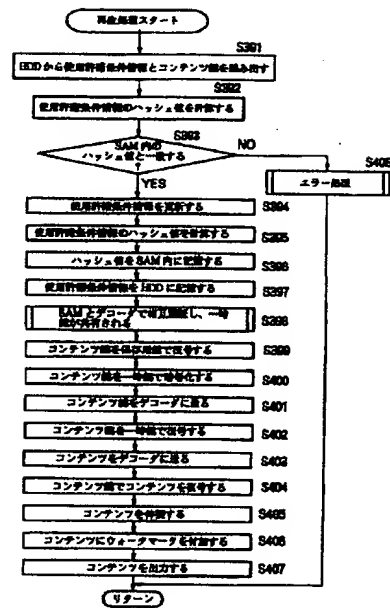 再生処理スタート
S391
HDDから使用許諾条件情報とコンテンツ鍵を読み出す
S392
使用許諾条件情報のハッシュ値を計算する
S393
SAM内の
ハッシュ値と一致する
NO
YES
エラー処理
使用許諾条件情報を更新する
S394
使用許諾条件情報のハッシュ値を計算する
S395
ハッシュ値をSAM内に記憶する
S396
使用許諾条件情報をHDDに記憶する
S397
SAMとデコーダで相互認証し、一時
鍵が共有される
S398
コンテンツ鍵を保存用鍵で復号する
S399
コンテンツ鍵を一時鍵で暗号化する
S400
コンテンツ鍵をデコーダに送る
S401
コンテンツ鍵を一時鍵で復号する
S402
コンテンツをデコーダに送る
S403
コンテンツ鍵でコンテンツを復号する
S404
コンテンツを伸張する
S405
コンテンツにウォータマークを付加する
S406
コンテンツを出力する
S407
リターン